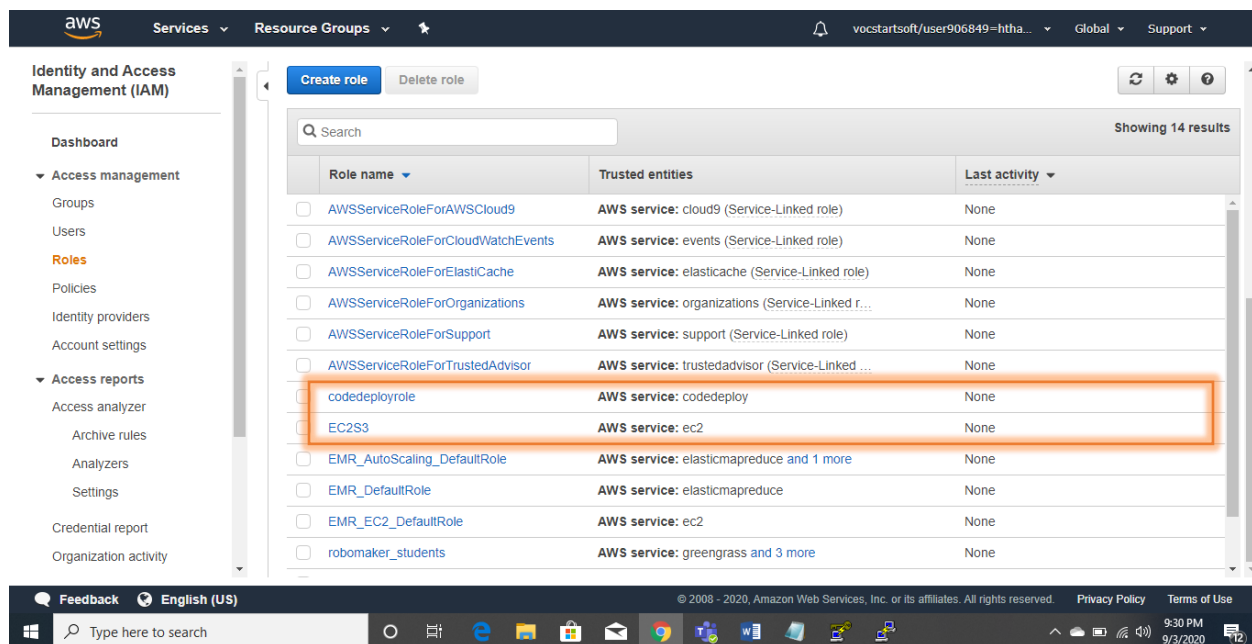 aws Services Resource Groups vocstartsoft/user906849=htha... Global Support
Identity and Access
Management (IAM)
Dashboard
Access management
Groups
Users
Roles
Policies
Identity providers
Account settings
Access reports
Access analyzer
Archive rules
Analyzers
Settings
Credential report
Organization activity
Create role Delete role
Search Showing 14 results
Role name Trusted entities Last activity
AWSServiceRoleForAWSCloud9 AWS service: cloud9 (Service-Linked role) None
AWSServiceRoleForCloudWatchEvents AWS service: events (Service-Linked role) None
AWSServiceRoleForElastiCache AWS service: elasticache (Service-Linked role) None
AWSServiceRoleForOrganizations AWS service: organizations (Service-Linked r... None
AWSServiceRoleForSupport AWS service: support (Service-Linked role) None
AWSServiceRoleForTrustedAdvisor AWS service: trustedadvisor (Service-Linked ... None
codedeployrole AWS service: codedeploy None
EC2S3 AWS service: ec2 None
EMR_AutoScaling_DefaultRole AWS service: elasticmapreduce and 1 more None
EMR_DefaultRole AWS service: elasticmapreduce None
EMR_EC2_DefaultRole AWS service: ec2 None
robomaker_students AWS service: greengrass and 3 more None
Feedback English (US) © 2008 - 2020, Amazon Web Services, Inc. or its affiliates. All rights reserved. Privacy Policy Terms of Use
Type here to search 9:30 PM
9/3/2020